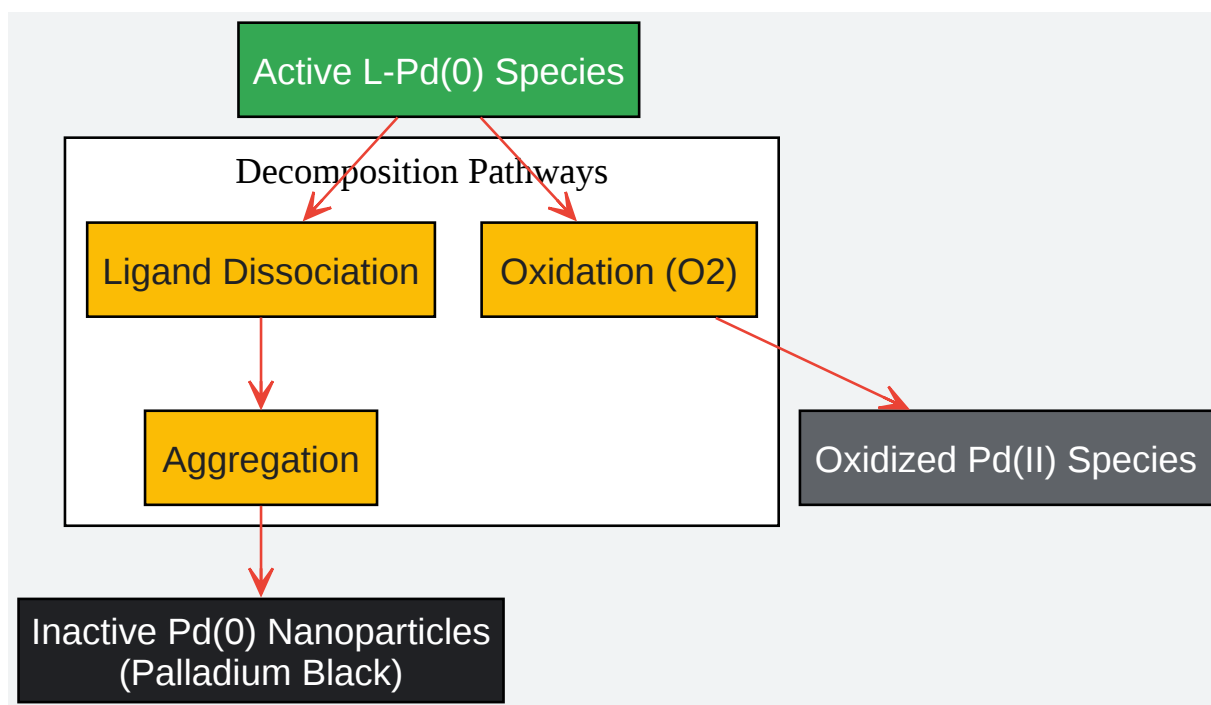 Active L-Pd(0) Species
Decomposition Pathways
Ligand Dissociation
Oxidation (O2)
Aggregation
Oxidized Pd(II) Species
Inactive Pd(0) Nanoparticles
(Palladium Black)